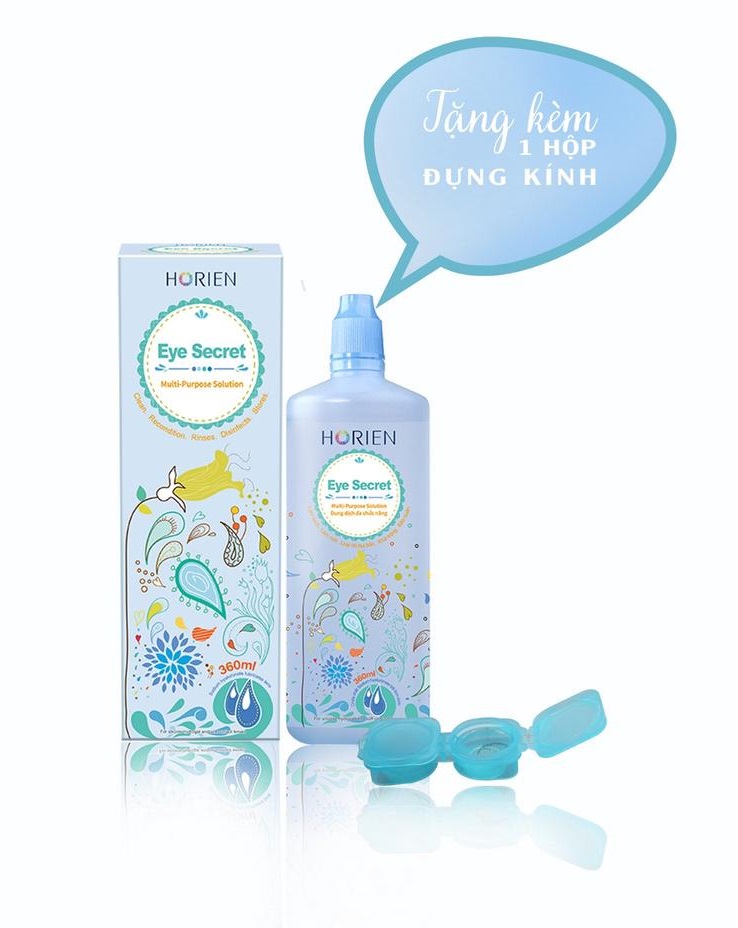 Tặng kèm
1 HỘP
ĐỰNG KÍNH
HORIEN
Eye Secret
Multi-Purpose Solution
Clean, Recondition, Rinses, Disinfects, Stores.
360ml
HORIEN
Eye Secret
Multi-Purpose Solution
Dung dịch đa chức năng
360ml